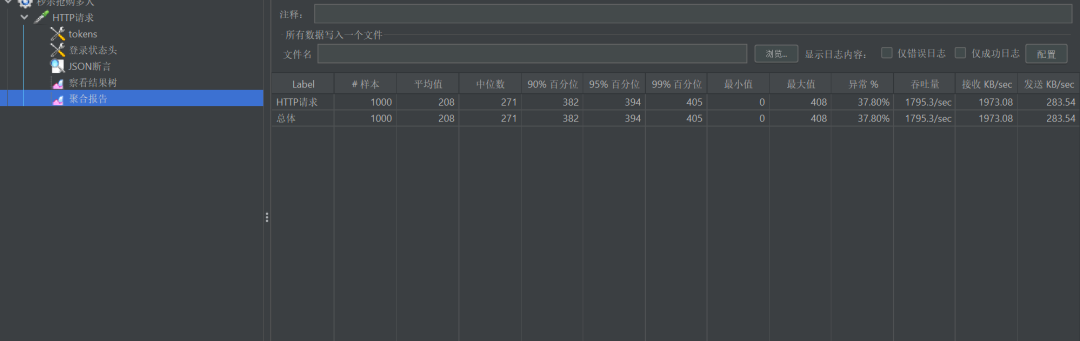 秒杀抢购多人
HTTP请求
tokens
登录状态头
JSON断言
察看结果树
聚合报告
注释：
所有数据写入一个文件
文件名 浏览... 显示日志内容： 仅错误日志 仅成功日志 配置
Label # 样本 平均值 中位数 90% 百分位 95% 百分位 99% 百分位 最小值 最大值 异常 % 吞吐量 接收 KB/sec 发送 KB/sec
HTTP请求 1000 208 271 382 394 405 0 408 37.80% 1795.3/sec 1973.08 283.54
总体 1000 208 271 382 394 405 0 408 37.80% 1795.3/sec 1973.08 283.54